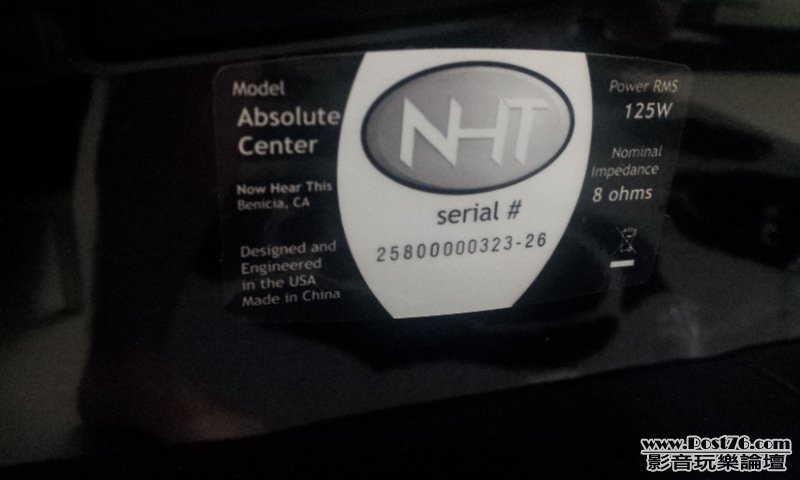 Model
Absolute
Center
Now Hear This
Benicia, CA
Designed and
Engineered
in the USA
Made in China
NHT
serial #
25800000323-26
Power RMS
125W
Nominal
Impedance
8 ohms
www.Post76.com
影音玩樂論壇